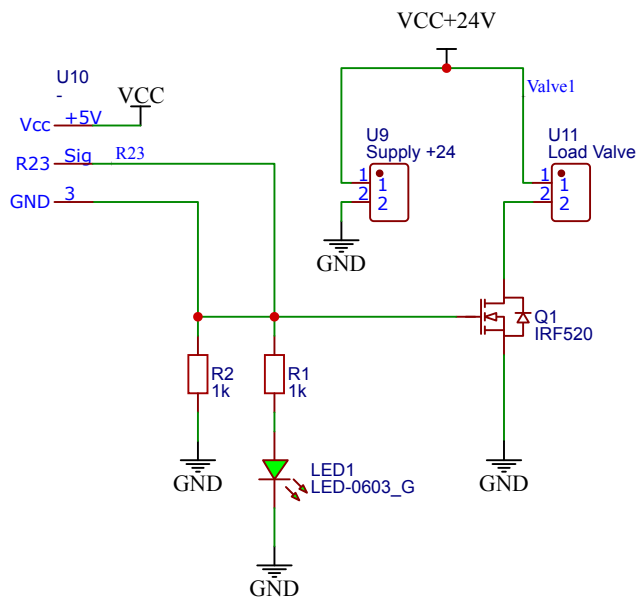 VCC+24V
U10
-
VCC
Vcc
+5V
R23
Sig
R23
GND
3
Valve1
U9
Supply +24
1
1
2
2
GND
U11
Load Valve
1
1
2
2
Q1
IRF520
R2
1k
R1
1k
GND
GND
LED1
LED-0603_G
GND